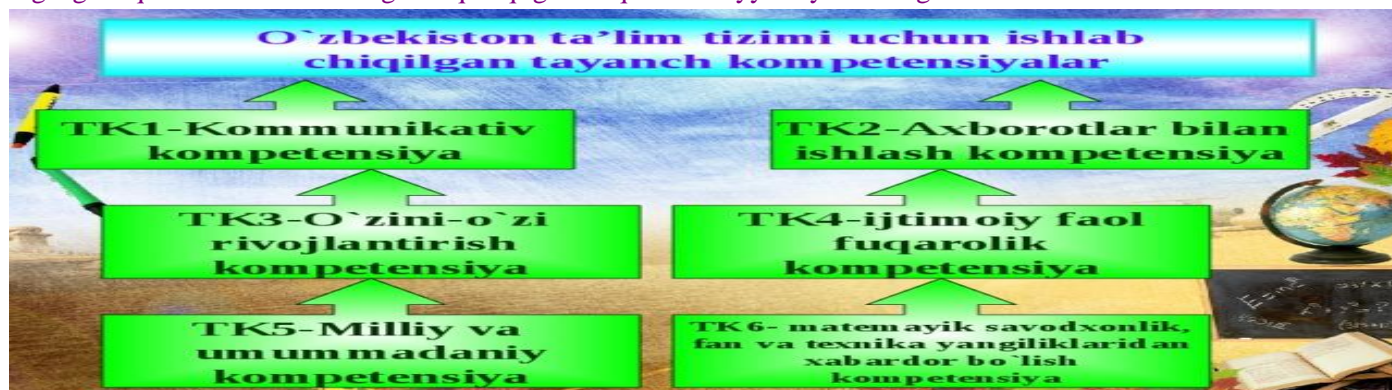 O`zbekiston ta’lim tizimi uchun ishlab
chiqilgan tayanch kompetensiyalar
TK1-Kommunikativ
kompetensiya
TK2-Axborotlar bilan
ishlash kompetensiya
TK3-O`zini-o`zi
rivojlantirish
kompetensiya
TK4-ijtimoiy faol
fuqarolik
kompetensiya
TK5-Milliy va
umummadaniy
kompetensiya
TK6- matemayik savodxonlik,
fan va texnika yangiliklaridan
xabardor bo`lish
kompetensiya